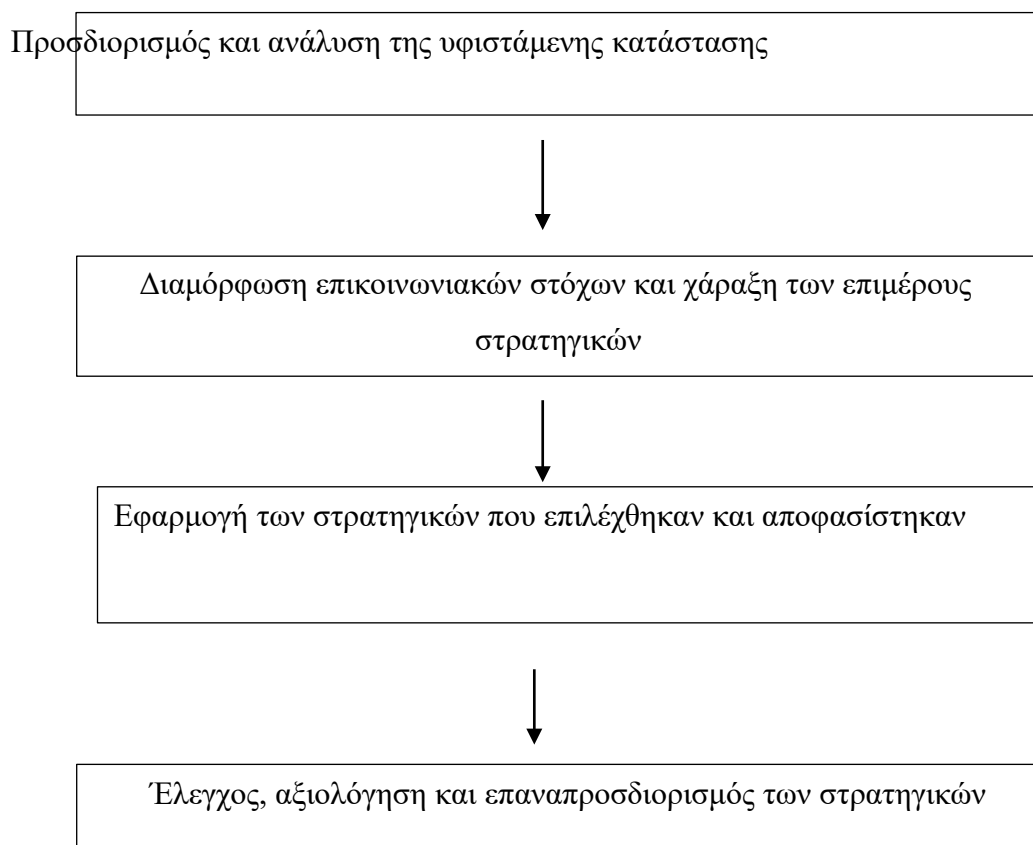 Προσδιορισμός και ανάλυση της υφιστάμενης κατάστασης
Διαμόρφωση επικοινωνιακών στόχων και χάραξη των επιμέρους
στρατηγικών
Εφαρμογή των στρατηγικών που επιλέχθηκαν και αποφασίστηκαν
Έλεγχος, αξιολόγηση και επαναπροσδιορισμός των στρατηγικών